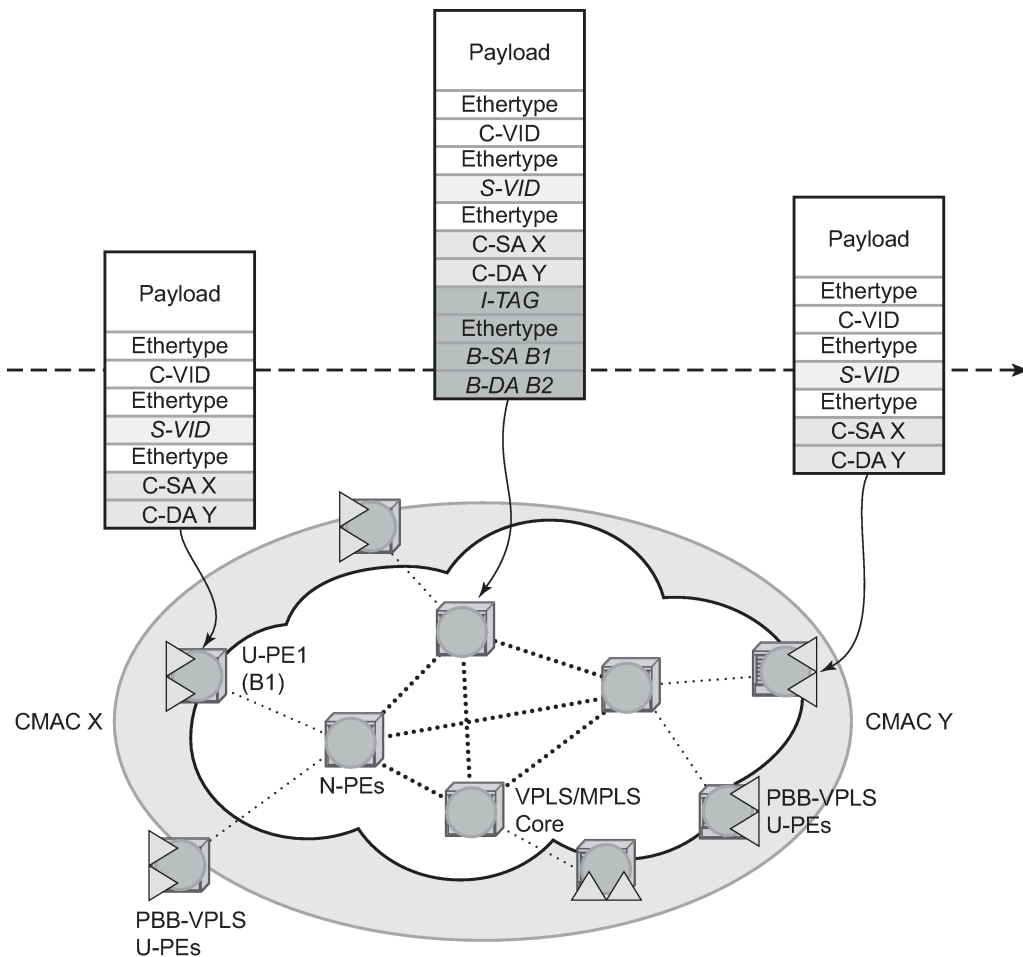 Payload
Ethertype
C-VID
Ethertype
S-VID
Ethertype
C-SA X
C-DA Y
I-TAG
Ethertype
B-SA B1
B-DA B2
Payload
Ethertype
C-VID
Ethertype
S-VID
Ethertype
C-SA X
C-DA Y
Payload
Ethertype
C-VID
Ethertype
S-VID
Ethertype
C-SA X
C-DA Y
U-PE1
(B1)
CMAC X
CMAC Y
N-PEs
VPLS/MPLS
Core
PBB-VPLS
U-PEs
PBB-VPLS
U-PEs